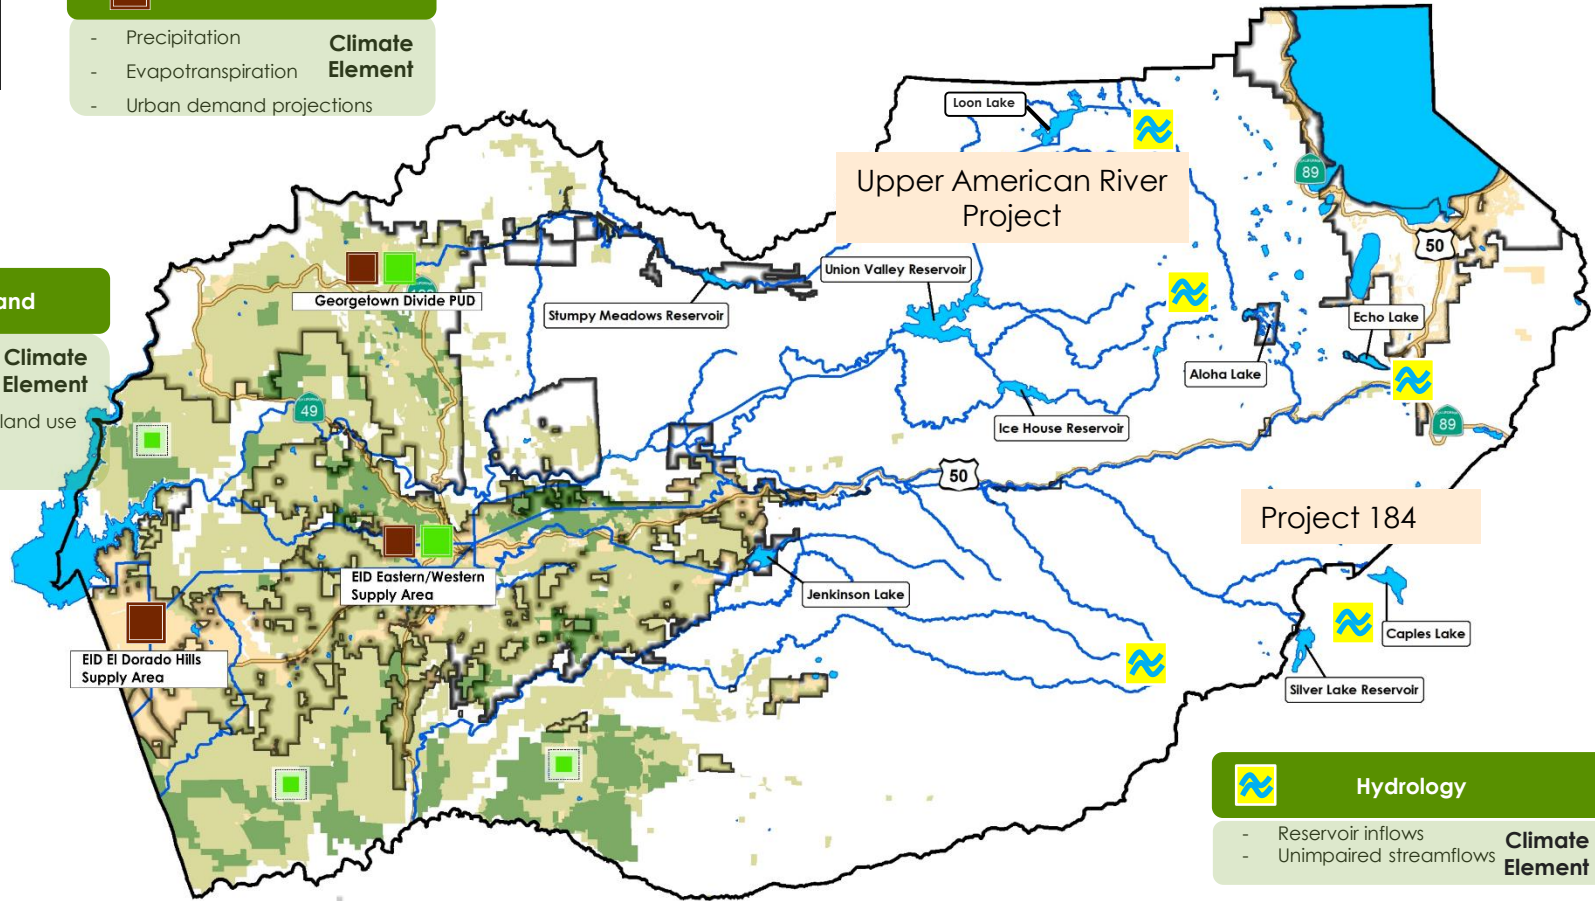 - Precipitation
- Evapotranspiration
- Urban demand projections
Climate
Element
Loon Lake
89
Upper American River
Project
50
Union Valley Reservoir
Georgetown Divide PUD
Stumpy Meadows Reservoir
Echo Lake
and
Climate
Element
land use
Aloha Lake
49
Ice House Reservoir
89
50
Project 184
EID Eastern/Western
Supply Area
Jenkinson Lake
Caples Lake
EID El Dorado Hills
Supply Area
Silver Lake Reservoir
Hydrology
- Reservoir inflows
- Unimpaired streamflows
Climate
Element